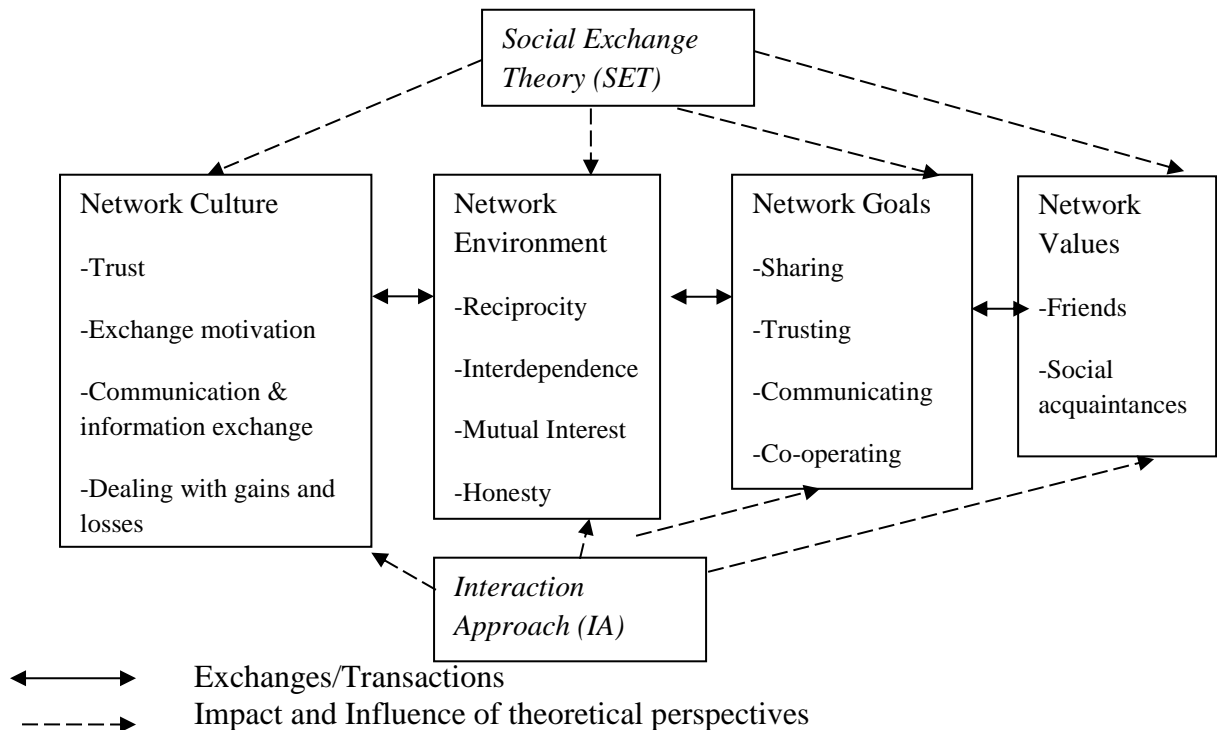 Social Exchange
Theory (SET)
Network Culture
-Trust
-Exchange motivation
-Communication &
information exchange
-Dealing with gains and
losses
Network
Environment
-Reciprocity
-Interdependence
-Mutual Interest
-Honesty
Network Goals
-Sharing
-Trusting
-Communicating
-Co-operating
Network
Values
-Friends
-Social
acquaintances
Interaction
Approach (IA)
Exchanges/Transactions
Impact and Influence of theoretical perspectives